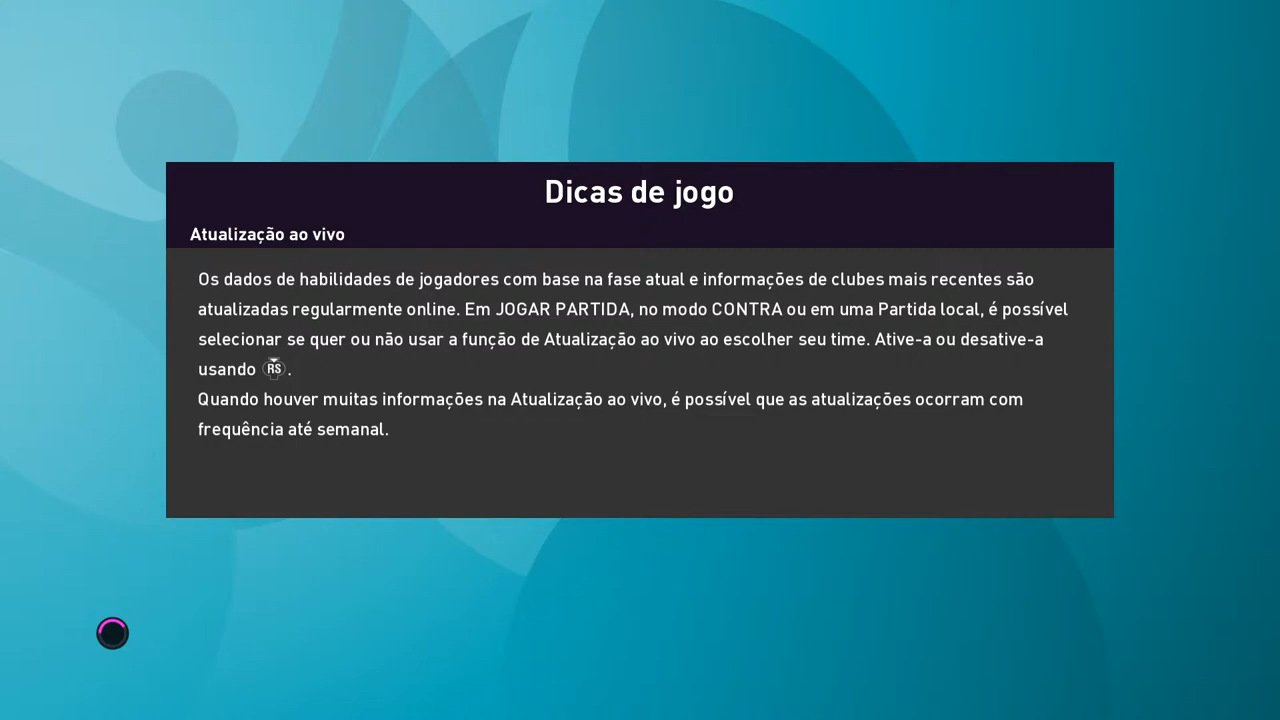 Dicas de jogo
Atualização ao vivo
Os dados de habilidades de jogadores com base na fase atual e informações de clubes mais recentes são
atualizadas regularmente online. Em JOGAR PARTIDA, no modo CONTRA ou em uma Partida local, é possível
selecionar se quer ou não usar a função de Atualização ao vivo ao escolher seu time. Ative-a ou desative-a
usando RS.
Quando houver muitas informações na Atualização ao vivo, é possível que as atualizações ocorram com
frequência até semanal.